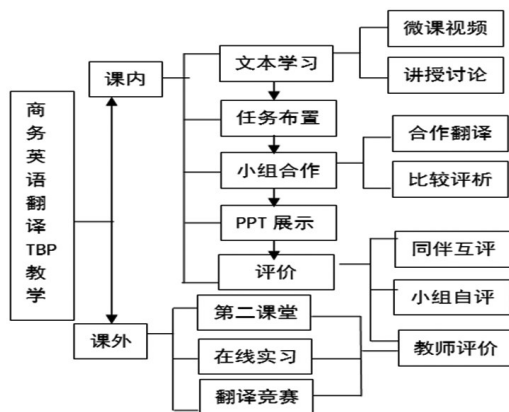 商务英语翻译TBP教学
课内
文本学习
微课视频
讲授讨论
任务布置
小组合作
合作翻译
比较评析
PPT 展示
评价
同伴互评
小组自评
教师评价
课外
第二课堂
在线实习
翻译竞赛